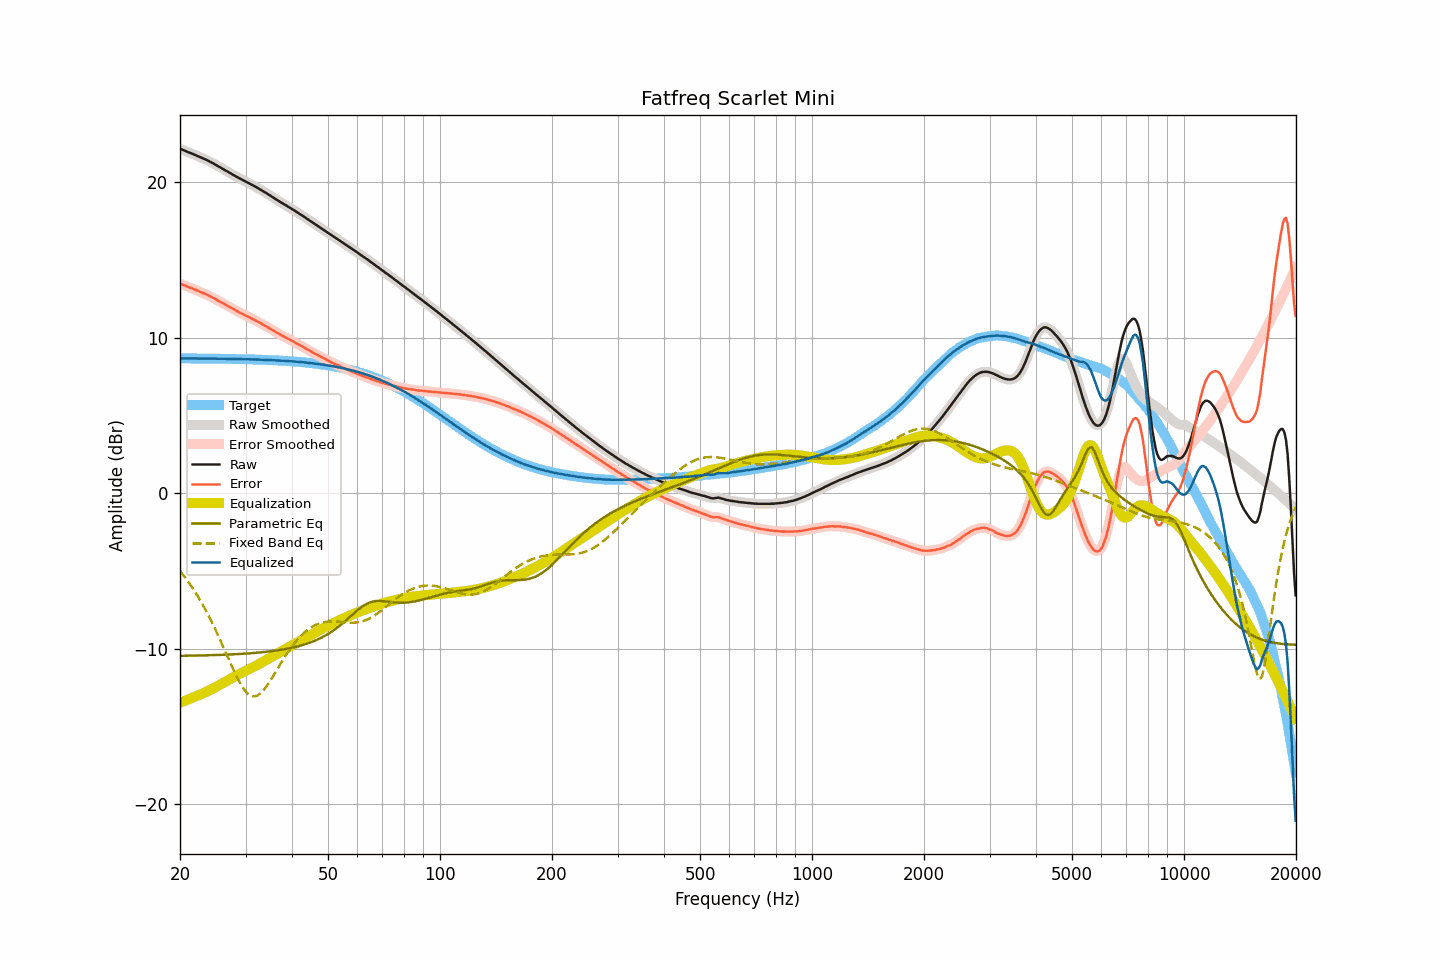 Fatfreq Scarlet Mini
Amplitude (dBr)
20
10
0
−10
−20
Target
Raw Smoothed
Error Smoothed
Raw
Error
Equalization
Parametric Eq
Fixed Band Eq
Equalized
20 50 100 200 500 1000 2000 5000 10000 20000
Frequency (Hz)